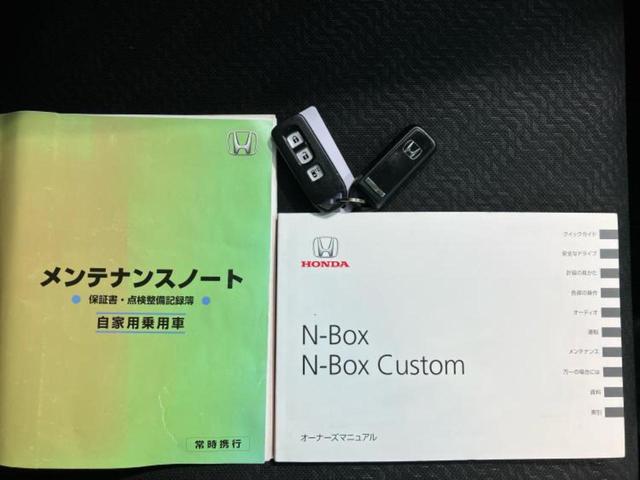 メンテナンスノート
保証書・点検整備記録簿
自家用乗用車
常時携行
HONDA
N-Box
N-Box Custom
オーナーズマニュアル
クイックガイド
安全なドライブ
計器の見かた
各部の操作
オーディオ
運転
メンテナンス
万一の場合には
資料
索引